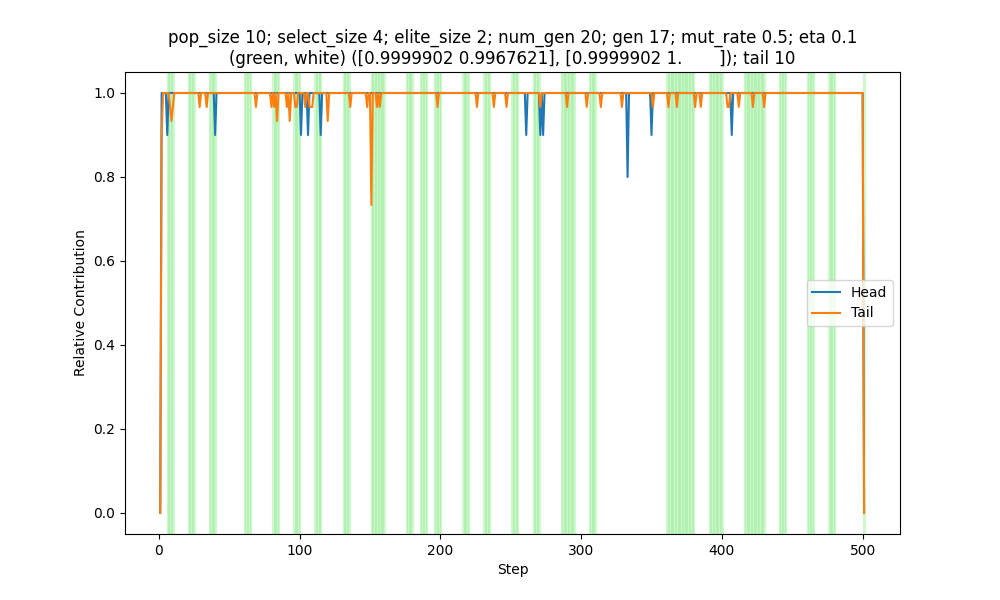 pop_size 10; select_size 4; elite_size 2; num_gen 20; gen 17; mut_rate 0.5; eta 0.1
(green, white) ([0.9999902 0.9967621], [0.9999902 1.       ]); tail 10
1.0
0.8
0.6
0.4
0.2
0.0
Relative Contribution
Head
Tail
0
100
200
300
400
500
Step